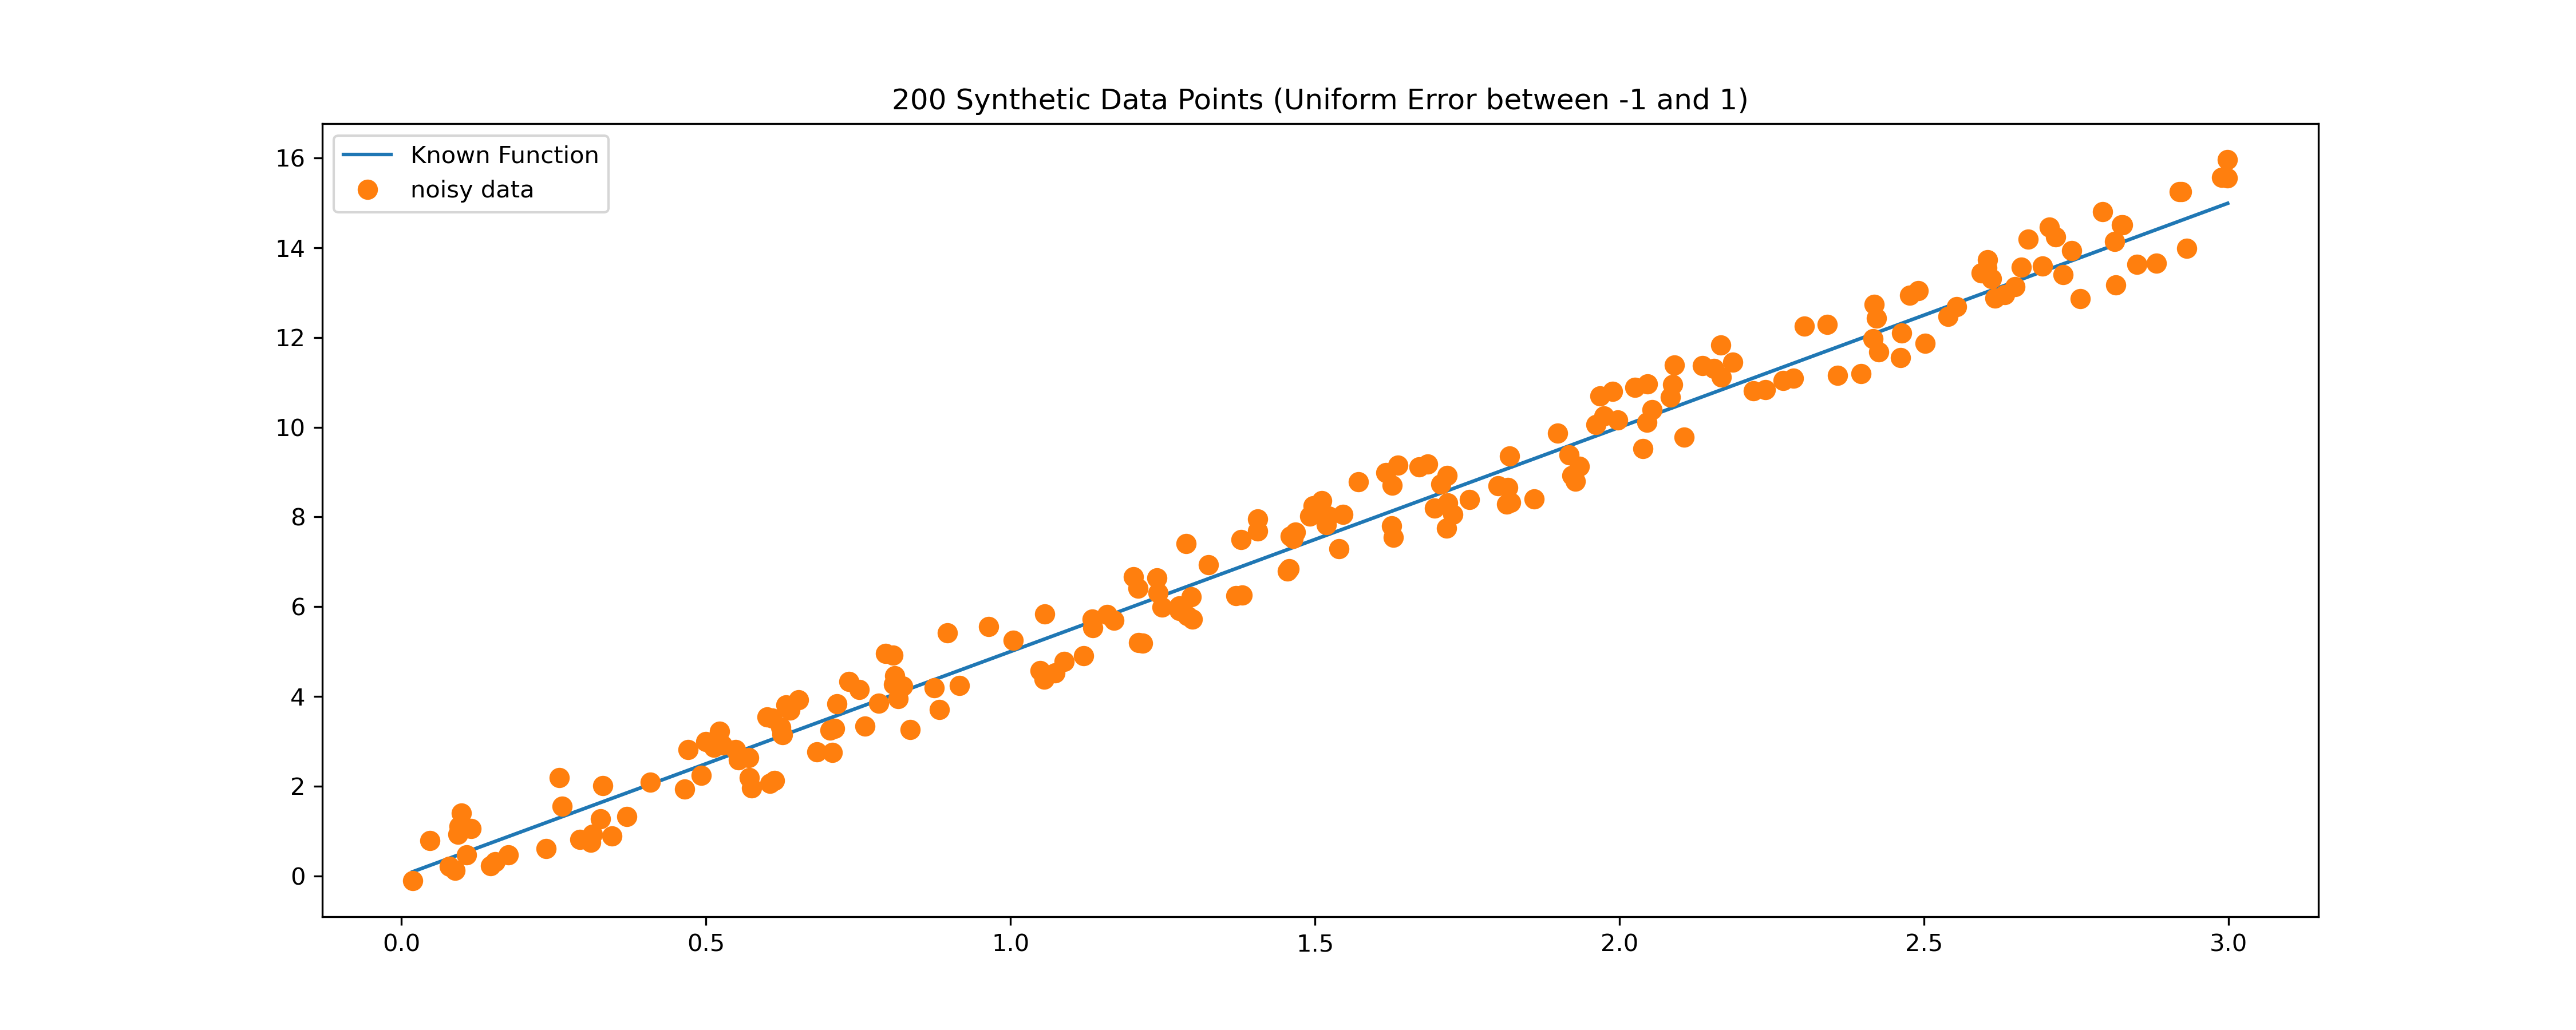 200 Synthetic Data Points (Uniform Error between -1 and 1)
Known Function
noisy data
16
14
12
10
8
6
4
2
0
0.0 0.5 1.0 1.5 2.0 2.5 3.0